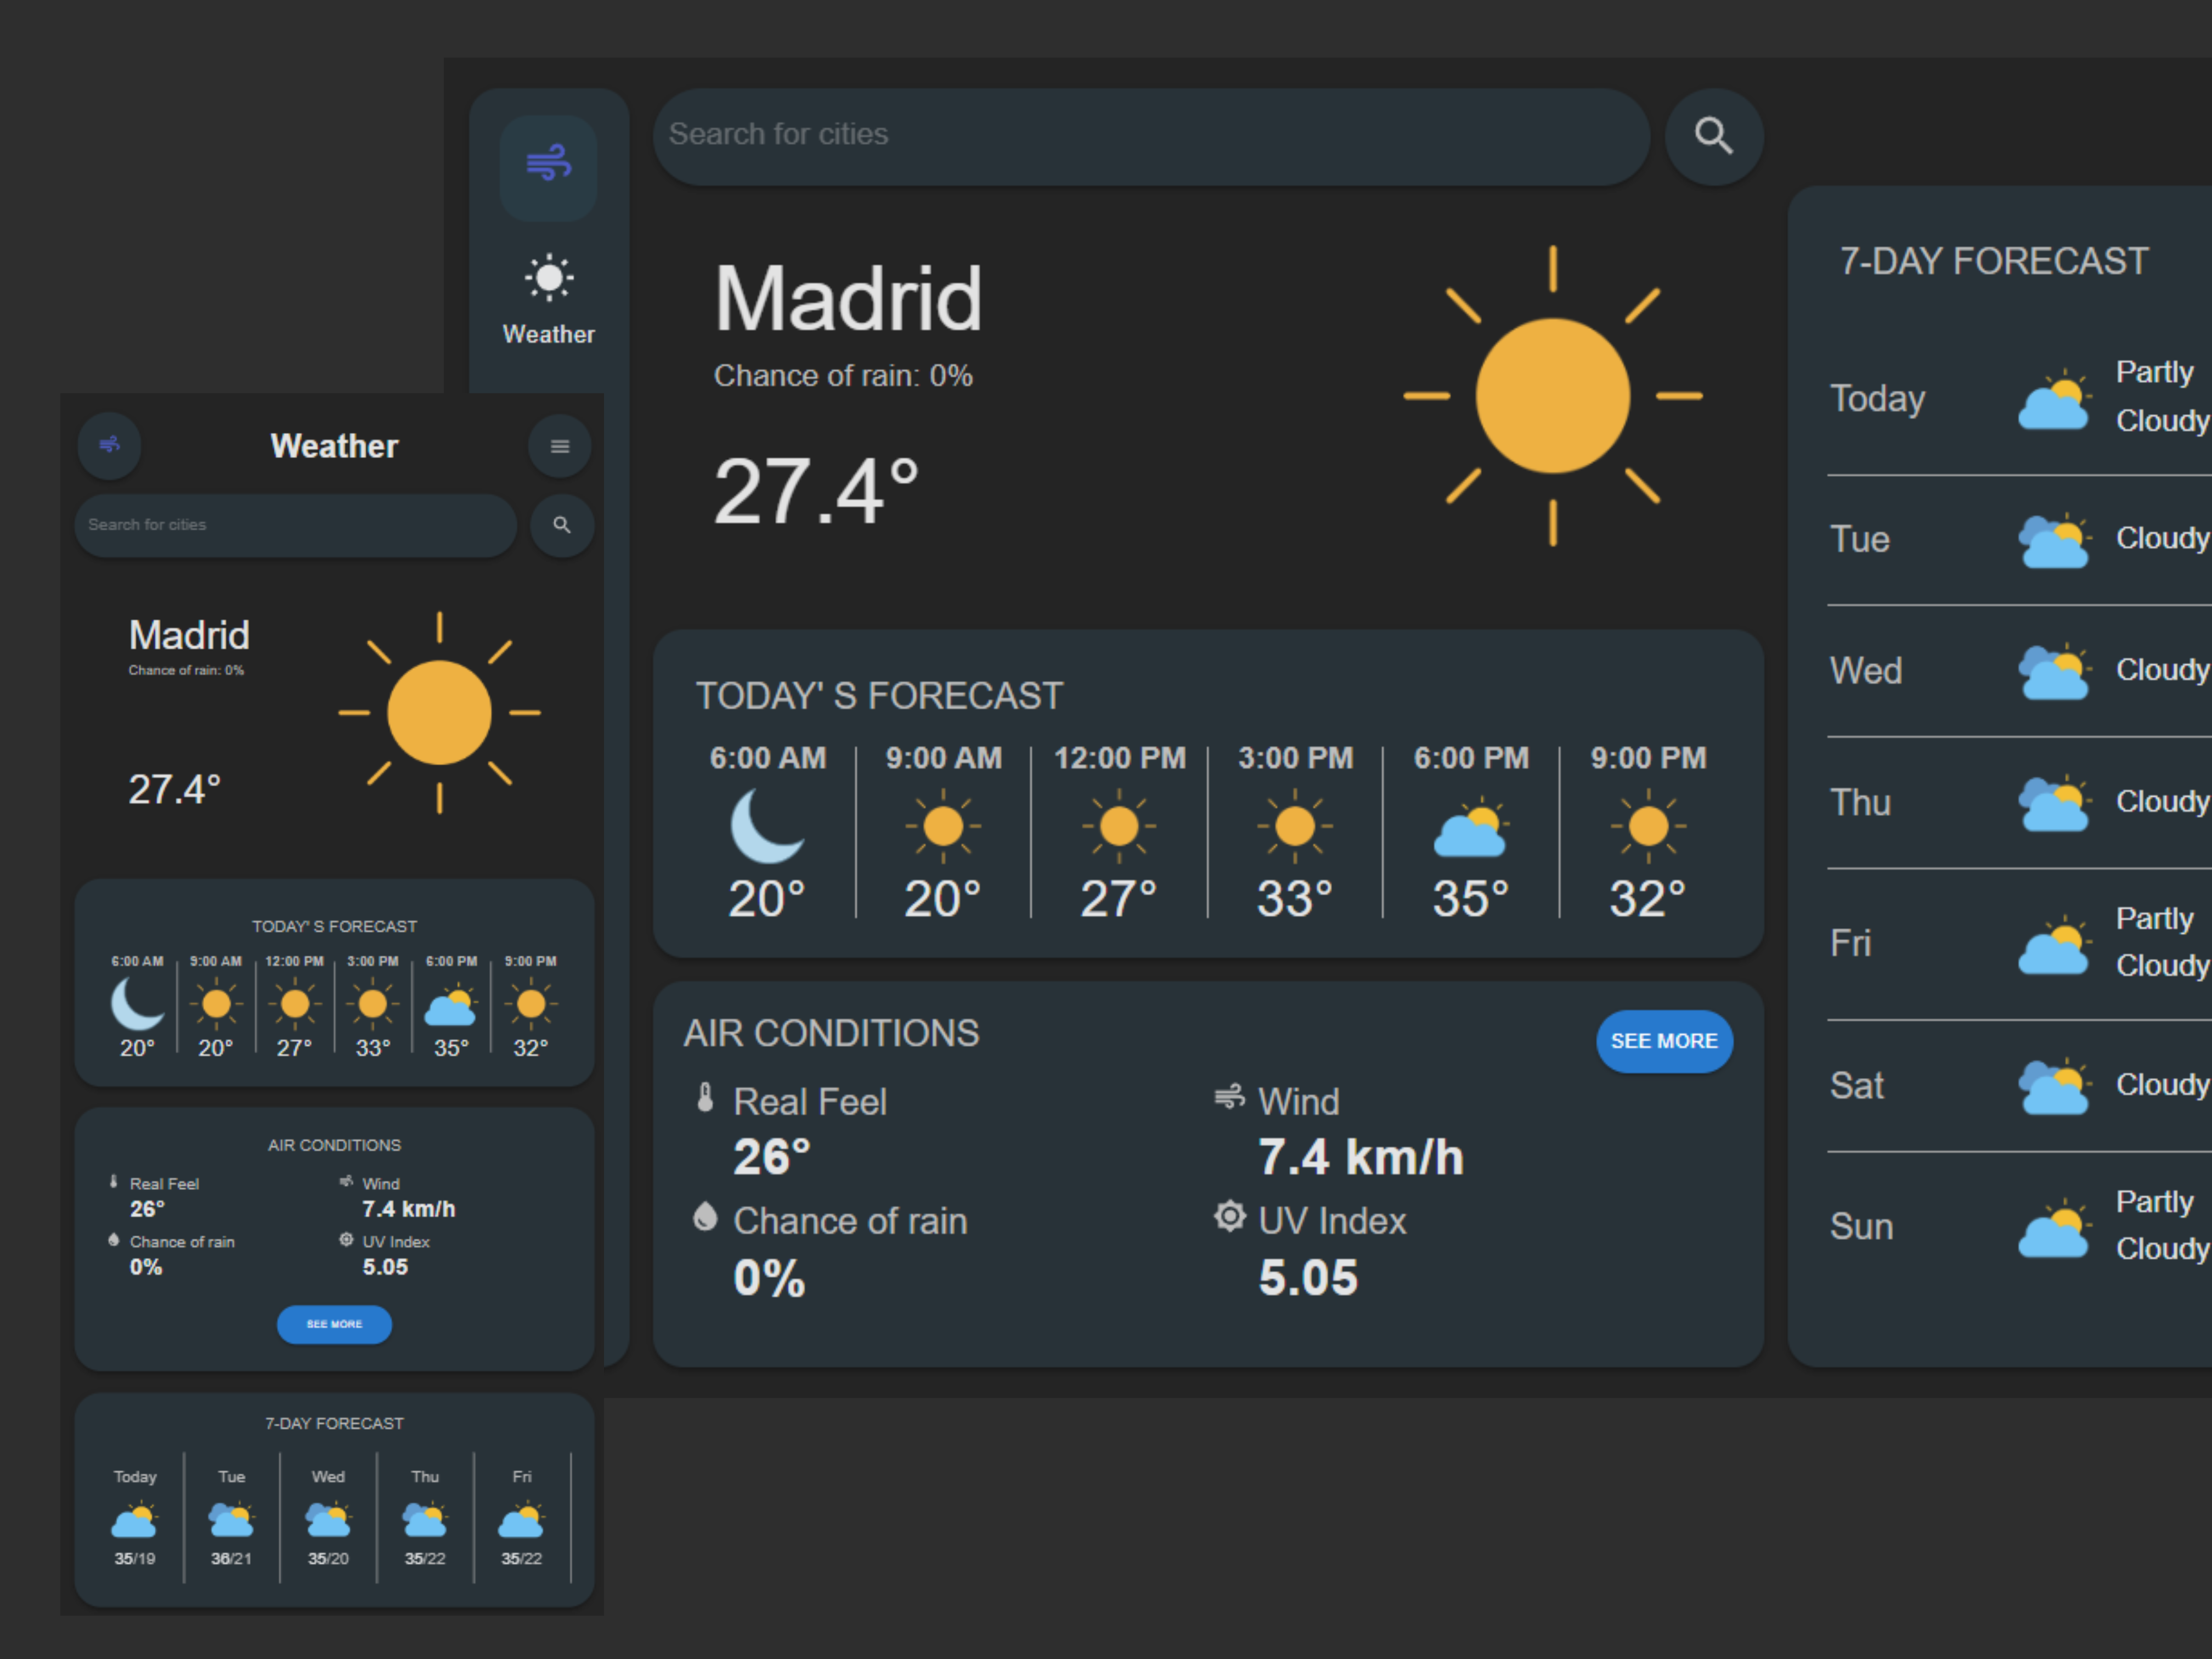 Search for cities
Weather
Madrid
Chance of rain: 0%
27.4°
TODAY' S FORECAST
6:00 AM 9:00 AM 12:00 PM 3:00 PM 6:00 PM 9:00 PM
20° 20° 27° 33° 35° 32°
AIR CONDITIONS
SEE MORE
Real Feel
26°
Wind
7.4 km/h
Chance of rain
0%
UV Index
5.05
7-DAY FORECAST
Today
Partly
Cloudy
Tue
Cloudy
Wed
Cloudy
Thu
Cloudy
Fri
Partly
Cloudy
Sat
Cloudy
Sun
Partly
Cloudy
Weather
Search for cities
Madrid
Chance of rain: 0%
27.4°
TODAY' S FORECAST
6:00 AM 9:00 AM 12:00 PM 3:00 PM 6:00 PM 9:00 PM
20° 20° 27° 33° 35° 32°
AIR CONDITIONS
Real Feel
26°
Wind
7.4 km/h
Chance of rain
0%
UV Index
5.05
SEE MORE
7-DAY FORECAST
Today Tue Wed Thu Fri
35/19 36/21 35/20 35/22 35/22